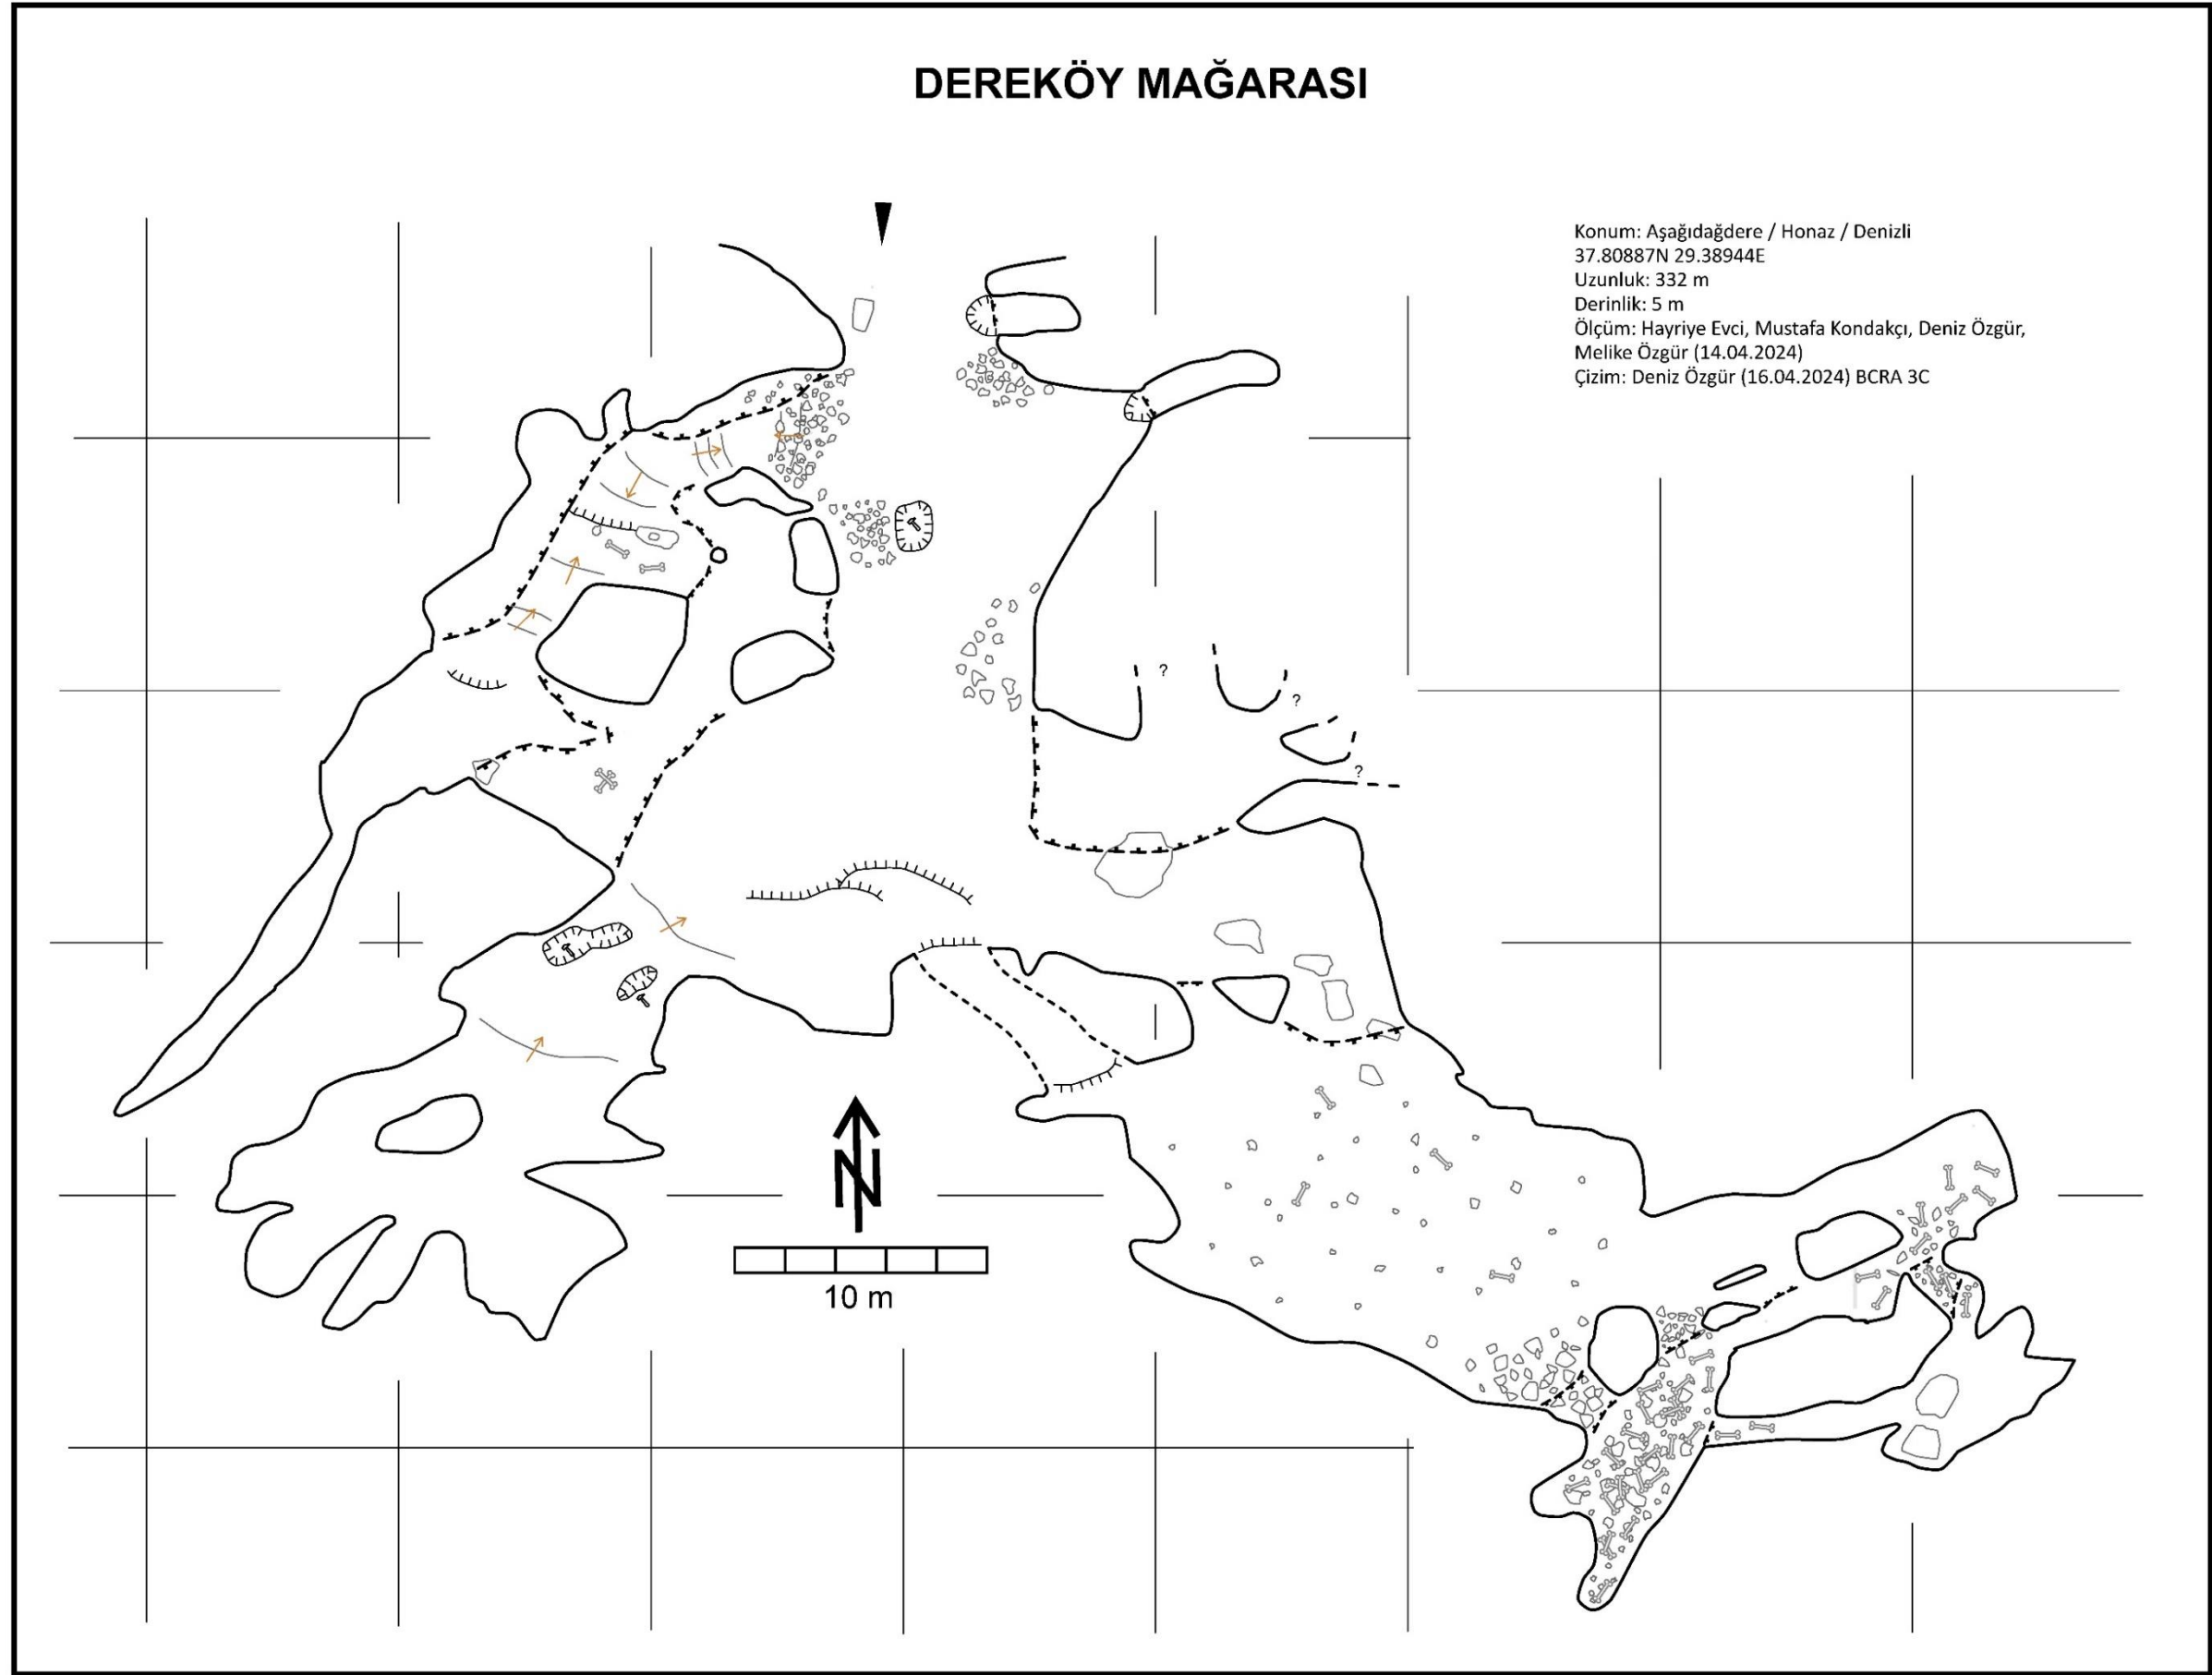 DEREKÖY MAĞARASI
Konum: Aşağıdağdere / Honaz / Denizli
37.80887N 29.38944E
Uzunluk: 332 m
Derinlik: 5 m
Ölçüm: Hayriye Evci, Mustafa Kondakçı, Deniz Özgür,
Melike Özgür (14.04.2024)
Çizim: Deniz Özgür (16.04.2024) BCRA 3C
?
?
?
N
10 m